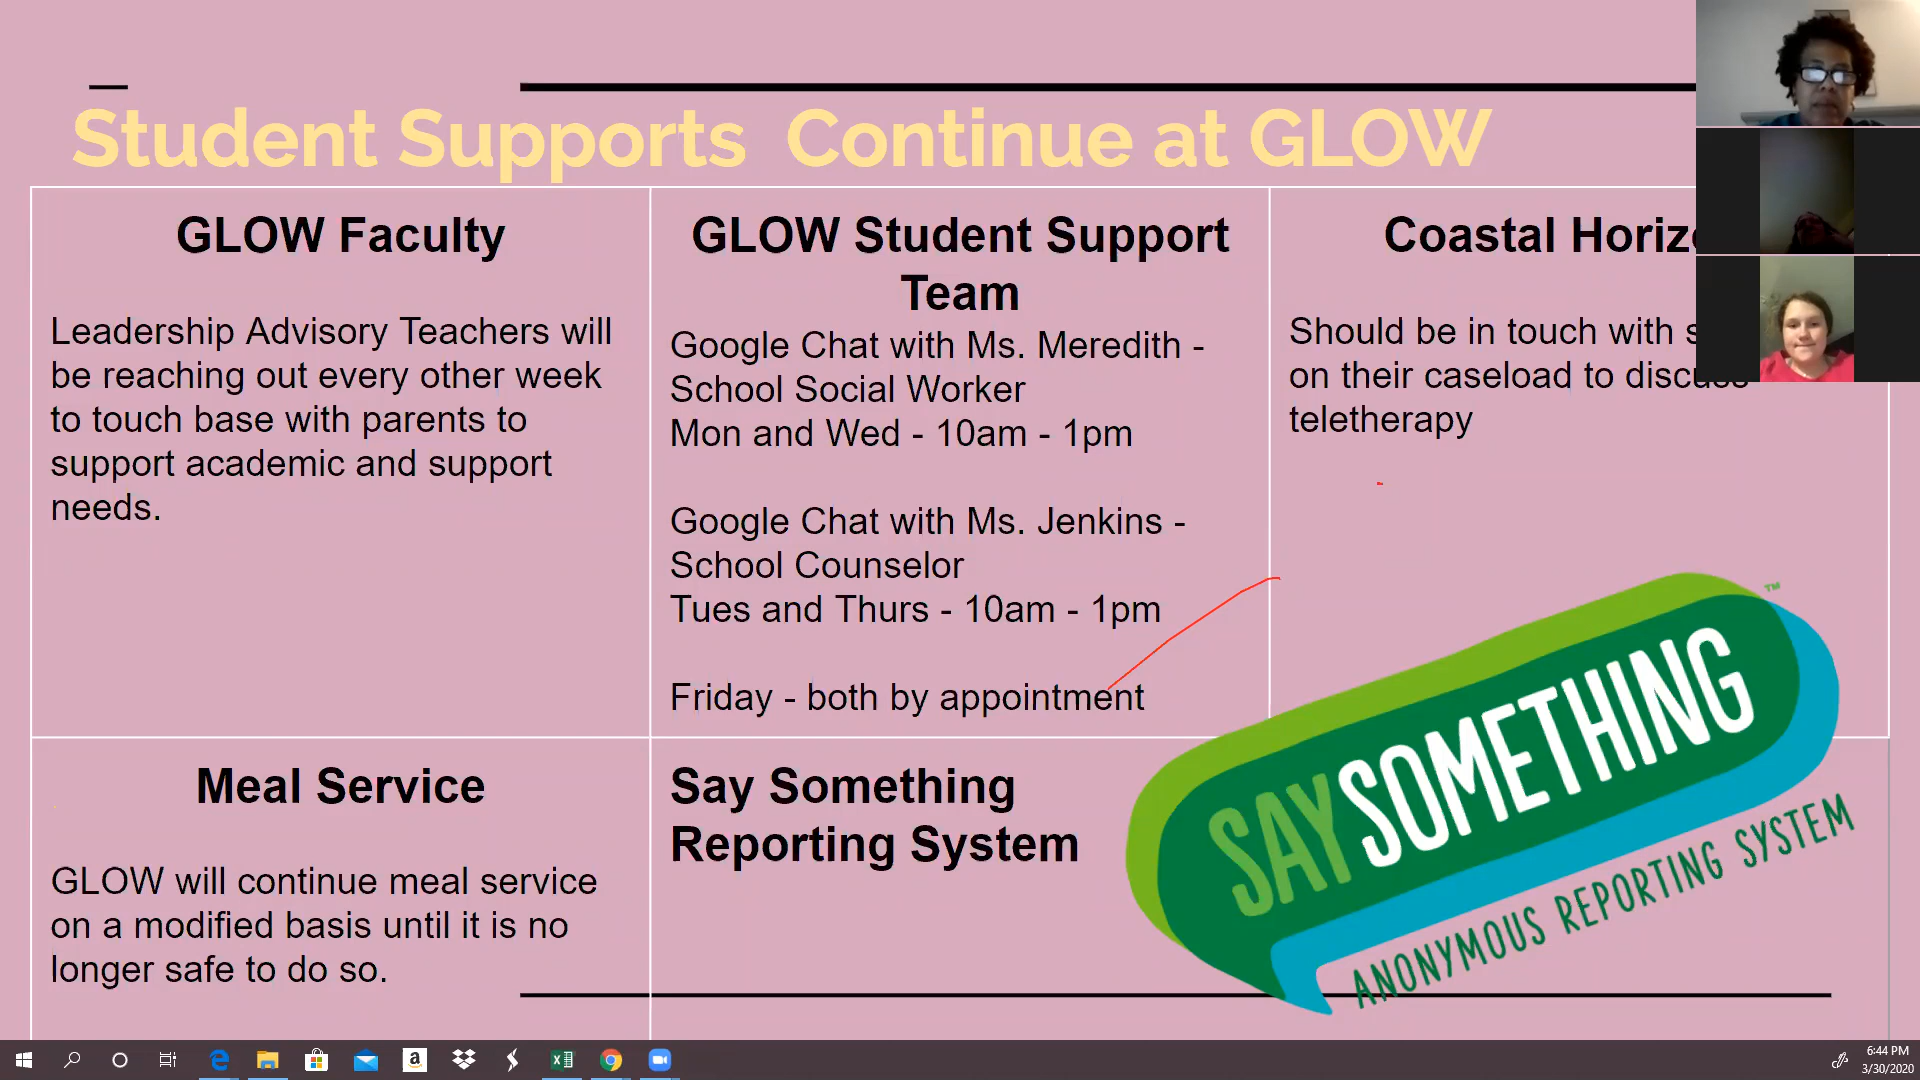 Student Supports Continue at GLOW
GLOW Faculty
Leadership Advisory Teachers will
be reaching out every other week
to touch base with parents to
support academic and support
needs.
GLOW Student Support
Team
Google Chat with Ms. Meredith -
School Social Worker
Mon and Wed - 10am - 1pm
Google Chat with Ms. Jenkins -
School Counselor
Tues and Thurs - 10am - 1pm
Friday - both by appointment
Coastal
Should be in touch with
on their caseload to discuss
teletherapy
Meal Service
GLOW will continue meal service
on a modified basis until it is no
longer safe to do so.
Say Something
Reporting System
SAY SOMETHING ™
ANONYMOUS REPORTING SYSTEM
6:44 PM
3/30/2020